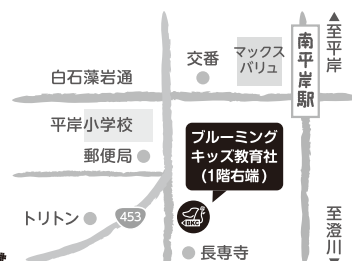 ▲至平岸
南平岸駅
マックス
バリュ
交番
白石藻岩通
平岸小学校
郵便局
ブルーミング
キッズ教育社
(1階右端)
トリトン
453
BKG
長専寺
至澄川▼